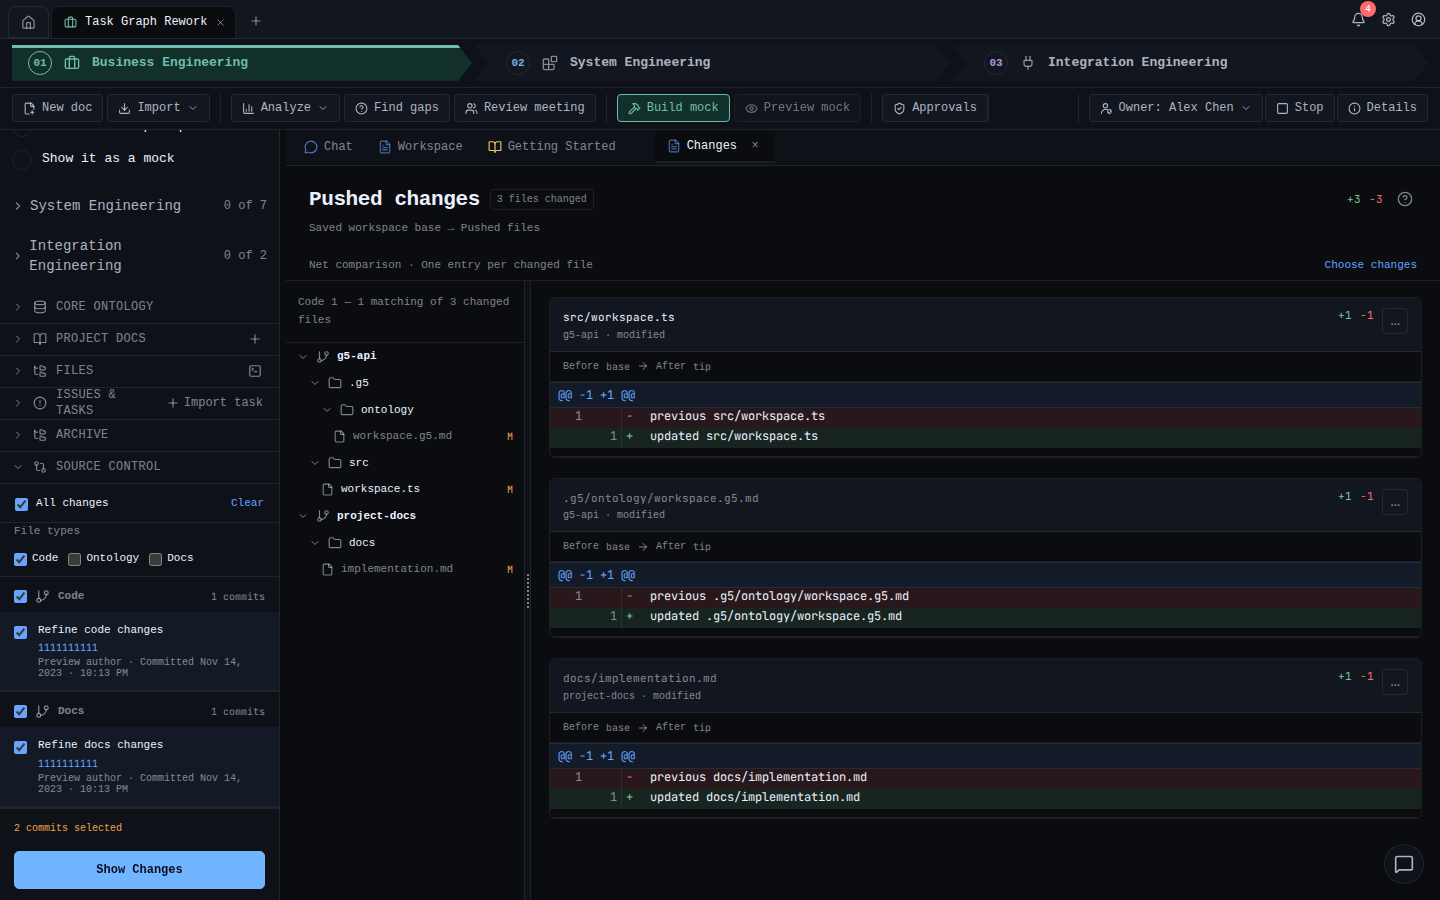 Task Graph Rework
4
01 Business Engineering
02 System Engineering
03 Integration Engineering
New doc
Import
Analyze
Find gaps
Review meeting
Build mock
Preview mock
Approvals
Owner: Alex Chen
Stop
Details
Show it as a mock
System Engineering 0 of 7
Integration
Engineering
0 of 2
CORE ONTOLOGY
PROJECT DOCS
FILES
ISSUES &
TASKS
Import task
ARCHIVE
SOURCE CONTROL
All changes Clear
File types
Code Ontology Docs
Code 1 commits
Refine code changes
1111111111
Preview author · Committed Nov 14,
2023 · 10:13 PM
Docs 1 commits
Refine docs changes
1111111111
Preview author · Committed Nov 14,
2023 · 10:13 PM
2 commits selected
Show Changes
Chat
Workspace
Getting Started
Changes ×
Pushed changes 3 files changed
+3 -3
Saved workspace base → Pushed files
Net comparison · One entry per changed file
Choose changes
Code 1 — 1 matching of 3 changed
files
g5-api
.g5
ontology
workspace.g5.md M
src
workspace.ts M
project-docs
docs
implementation.md M
src/workspace.ts +1 -1 …
g5-api · modified
Before base → After tip
@@ -1 +1 @@
1 - previous src/workspace.ts
1 + updated src/workspace.ts
.g5/ontology/workspace.g5.md +1 -1 …
g5-api · modified
Before base → After tip
@@ -1 +1 @@
1 - previous .g5/ontology/workspace.g5.md
1 + updated .g5/ontology/workspace.g5.md
docs/implementation.md +1 -1 …
project-docs · modified
Before base → After tip
@@ -1 +1 @@
1 - previous docs/implementation.md
1 + updated docs/implementation.md